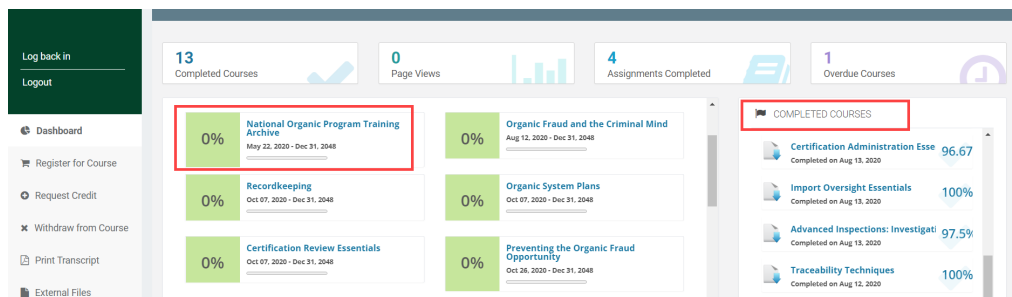 Log back in
Logout
Dashboard
Register for Course
Request Credit
Withdraw from Course
Print Transcript
External Files
13
Completed Courses
0
Page Views
4
Assignments Completed
1
Overdue Courses
0%
National Organic Program Training
Archive
May 22, 2020 - Dec 31, 2048
0%
Organic Fraud and the Criminal Mind
Aug 12, 2020 - Dec 31, 2048
0%
Recordkeeping
Oct 07, 2020 - Dec 31, 2048
0%
Organic System Plans
Oct 07, 2020 - Dec 31, 2048
0%
Certification Review Essentials
Oct 07, 2020 - Dec 31, 2048
0%
Preventing the Organic Fraud
Opportunity
Oct 26, 2020 - Dec 31, 2048
COMPLETED COURSES
Certification Administration Esse 96.67
Completed on Aug 13, 2020
Import Oversight Essentials 100%
Completed on Aug 13, 2020
Advanced Inspections: Investigati 97.5%
Completed on Aug 13, 2020
Traceability Techniques 100%
Completed on Aug 12, 2020